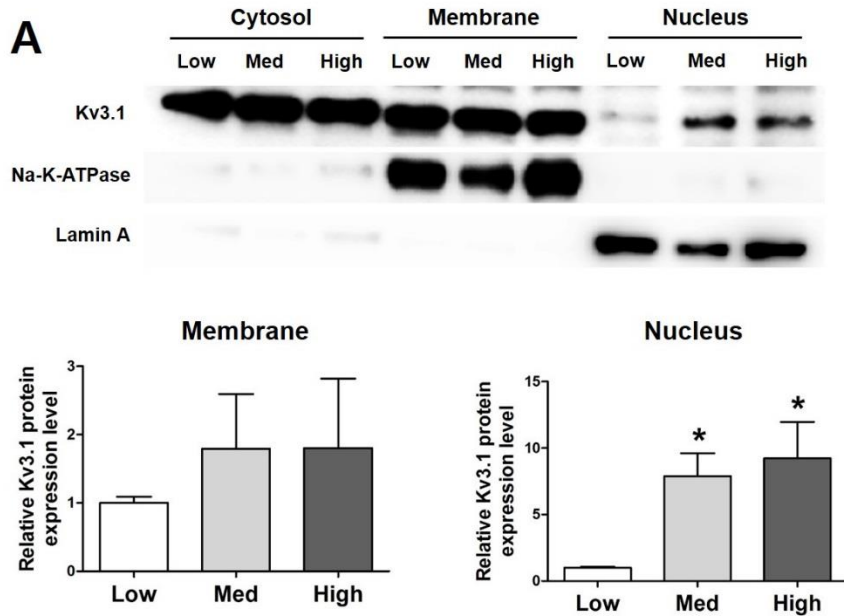 A
Cytosol Membrane Nucleus
Low Med High Low Med High Low Med High
Kv3.1
Na-K-ATPase
Lamin A
Membrane
Relative Kv3.1 protein
expression level
3
2
1
0
Low Med High
Nucleus
Relative Kv3.1 protein
expression level
15
10
5
0
* *
Low Med High